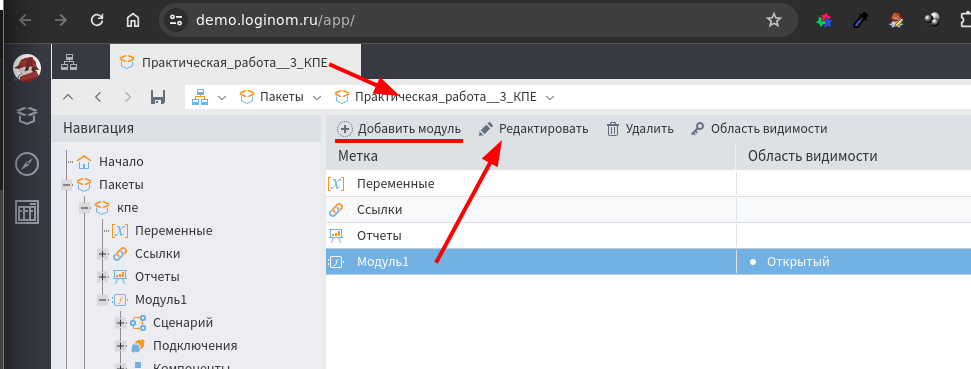 demo.loginom.ru/app/
Практическая_работа__3_КПЕ
Пакеты Практическая_работа__3_КПЕ
Навигация
Добавить модуль Редактировать Удалить Область видимости
Метка Область видимости
Начало
Пакеты
кпе
Переменные
Ссылки
Отчеты
Модуль1
Сценарий
Подключения
Компоненты
Переменные
Ссылки
Отчеты
Модуль1 Открытый